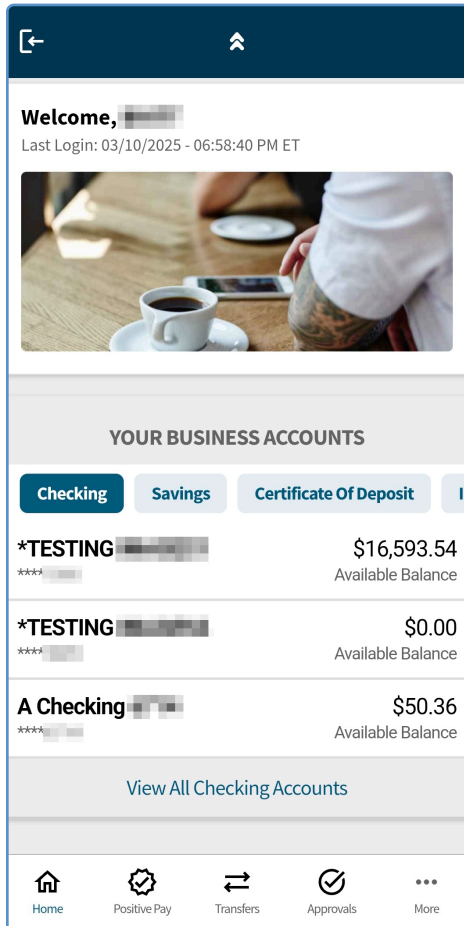 Welcome,
Last Login: 03/10/2025 - 06:58:40 PM ET
YOUR BUSINESS ACCOUNTS
Checking
Savings
Certificate Of Deposit
*TESTING
$16,593.54
****
Available Balance
*TESTING
$0.00
****
Available Balance
A Checking
$50.36
****
Available Balance
View All Checking Accounts
Home
Positive Pay
Transfers
Approvals
More